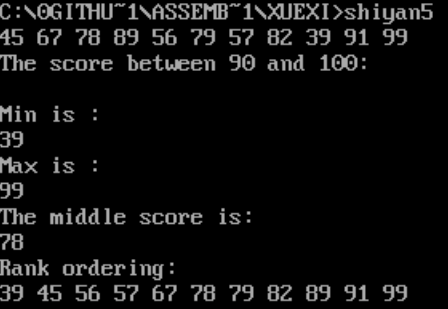 C:\0GITHU~1\ASSEMB~1\XUEXI>shiyan5
45 67 78 89 56 79 57 82 39 91 99
The score between 90 and 100:
Min is :
39
Max is :
99
The middle score is:
78
Rank ordering:
39 45 56 57 67 78 79 82 89 91 99